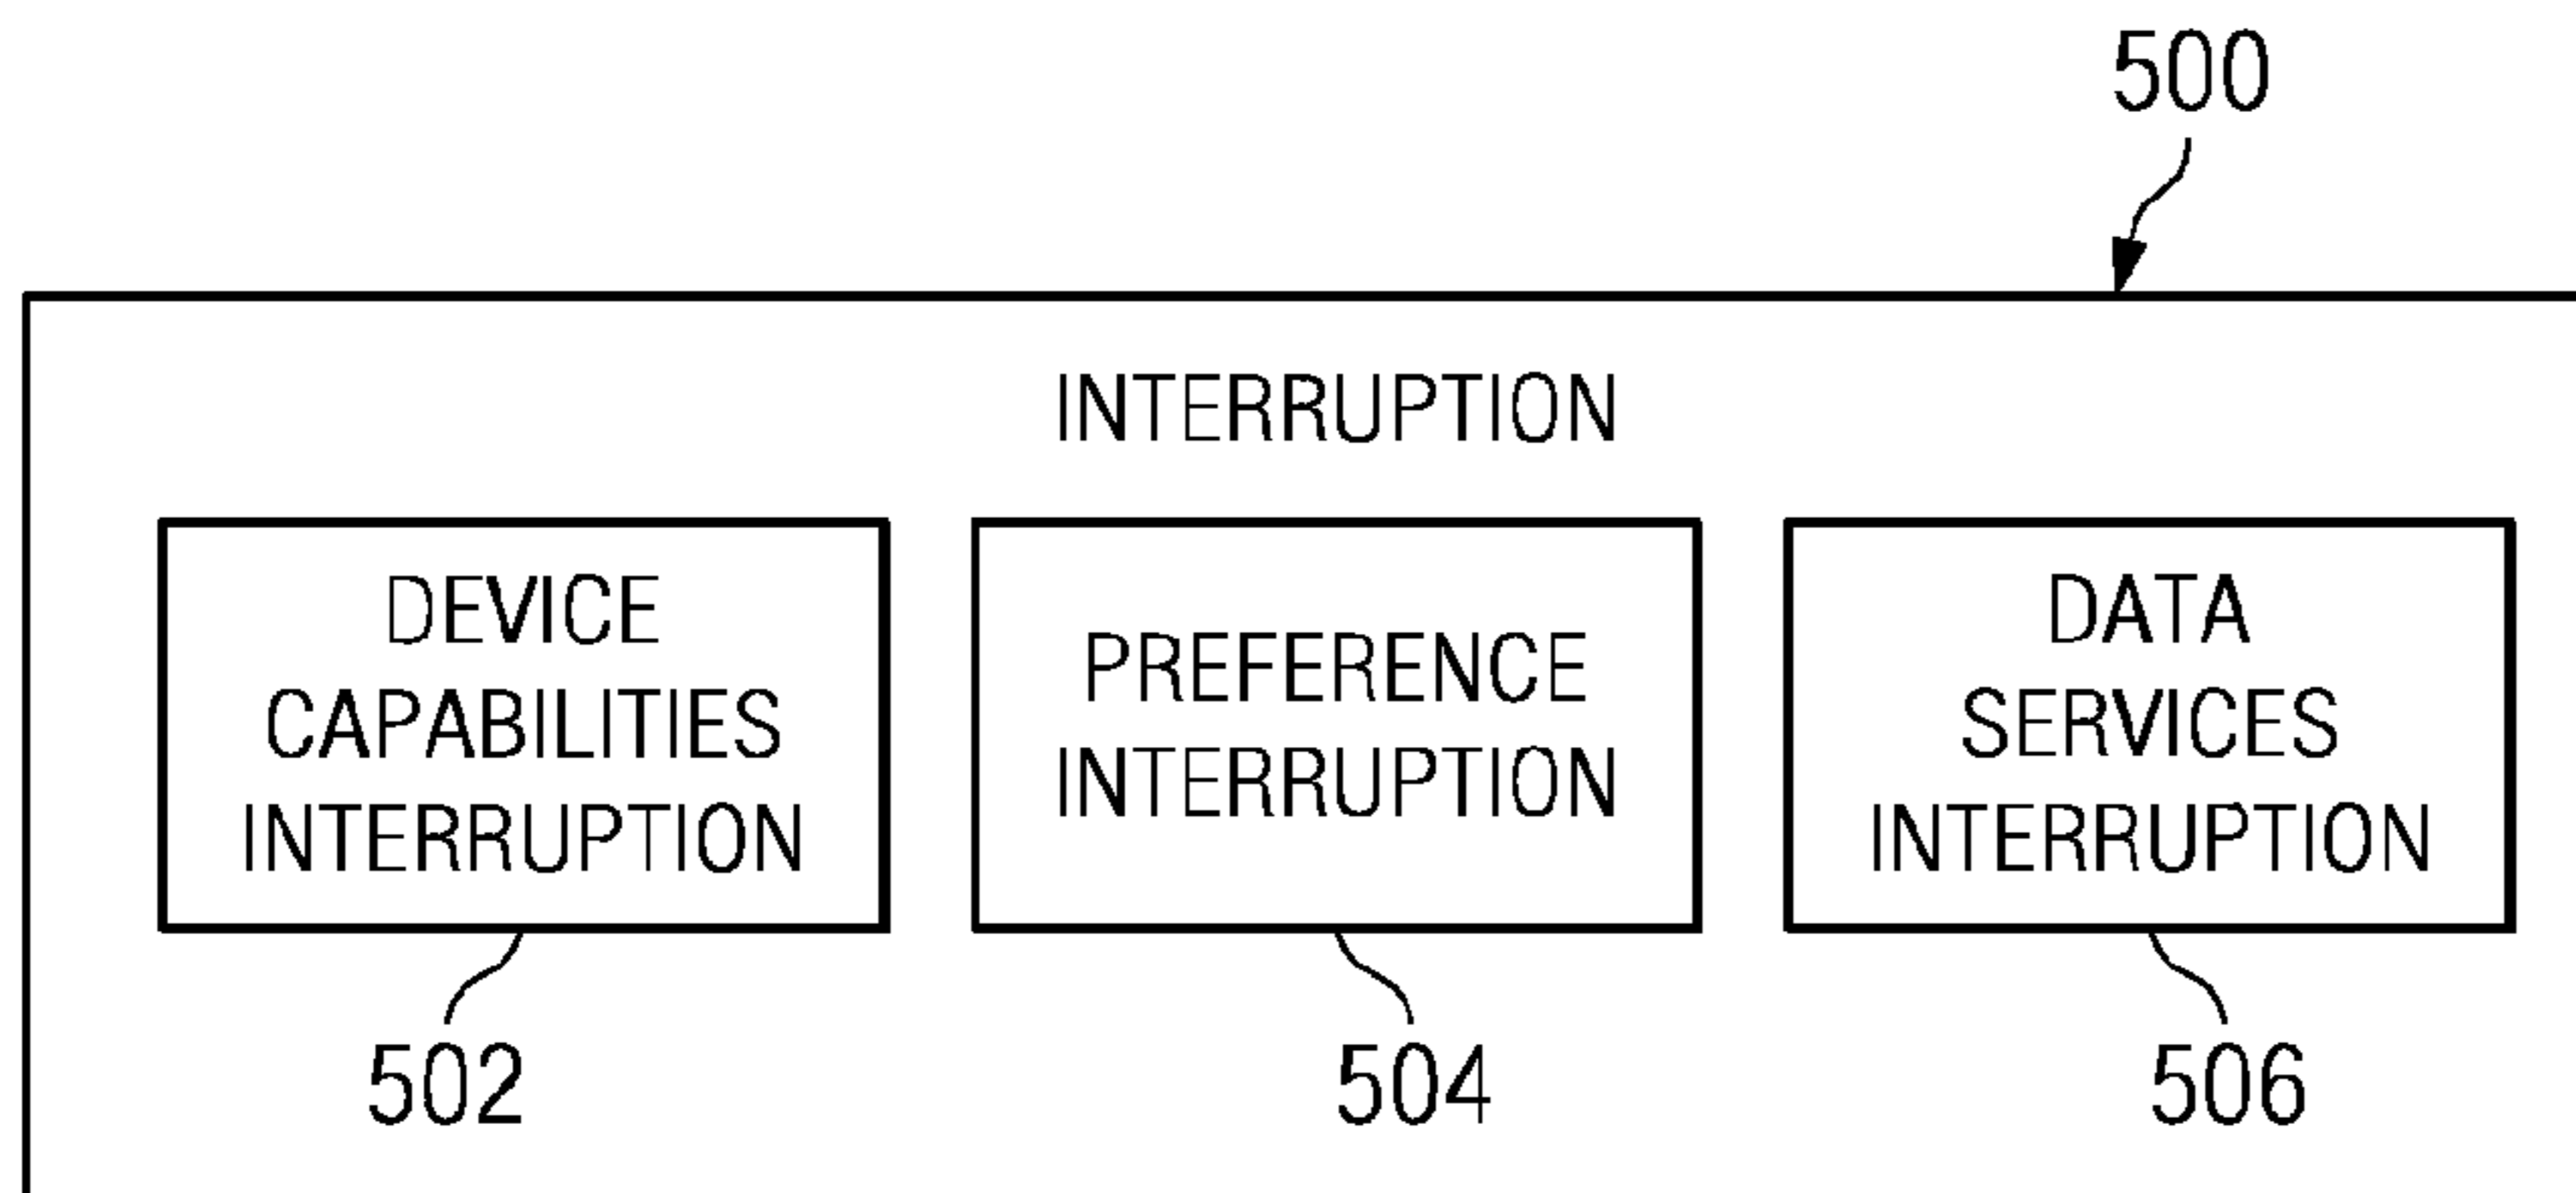 500
INTERRUPTION
DEVICE
CAPABILITIES
INTERRUPTION
PREFERENCE
INTERRUPTION
DATA
SERVICES
INTERRUPTION
502
504
506